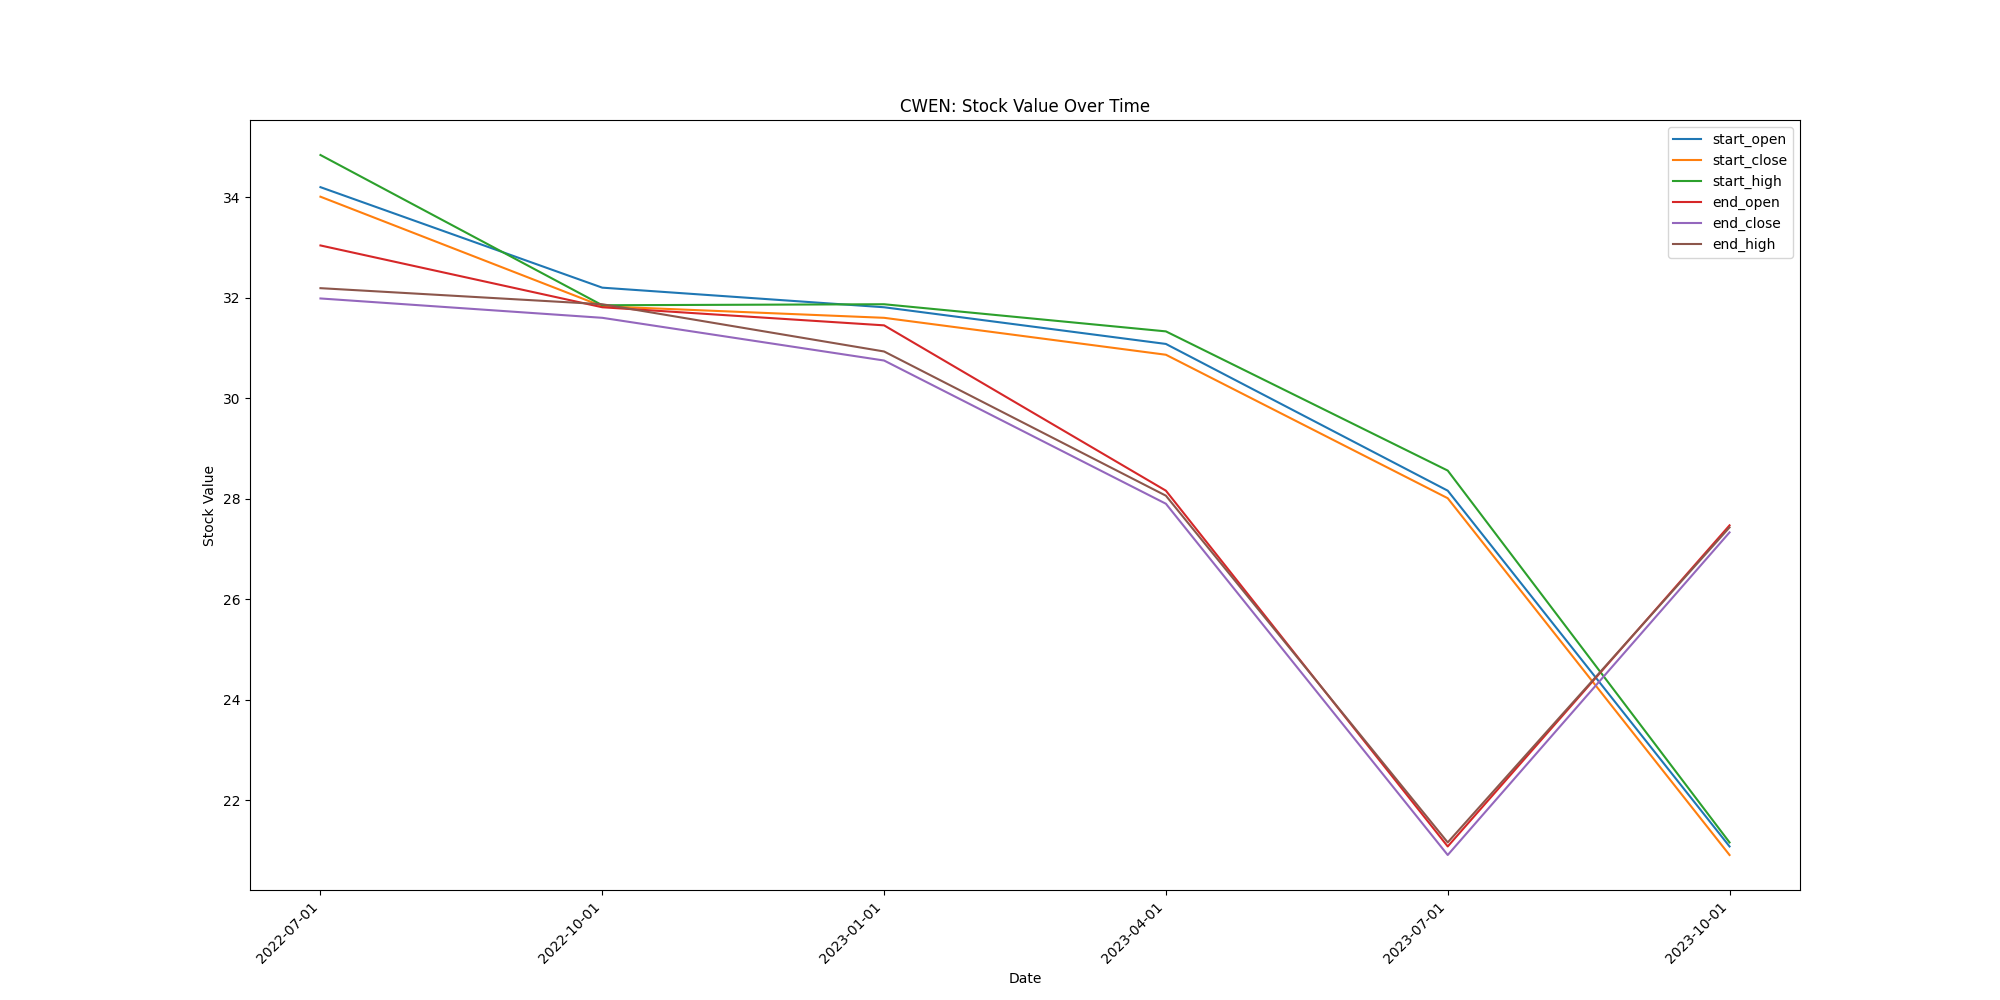 CWEN: Stock Value Over Time
start_open
start_close
start_high
end_open
end_close
end_high
34
32
30
28
26
24
22
Stock Value
2022-07-01
2022-10-01
2023-01-01
2023-04-01
2023-07-01
2023-10-01
Date